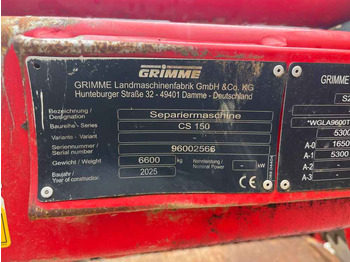 GRIMME
GRIMME Landmaschinenfabrik GmbH &Co. KG
Hunteburger Straße 32 - 49401 Damme - Deutschland
Bezeichnung / Designation Separiermaschine
Baureihe - Series CS 150
Variante - Variant -
Seriennummer / Serial number 96002566
Gewicht / Weight 6600 kg Nennleistung / Nominal Power - kW
Baujahr / Year of construction 2025
GRIMME
*WGLA9600T
5300
A-0 1650
A-1 5300
A-2 -
A-3 -